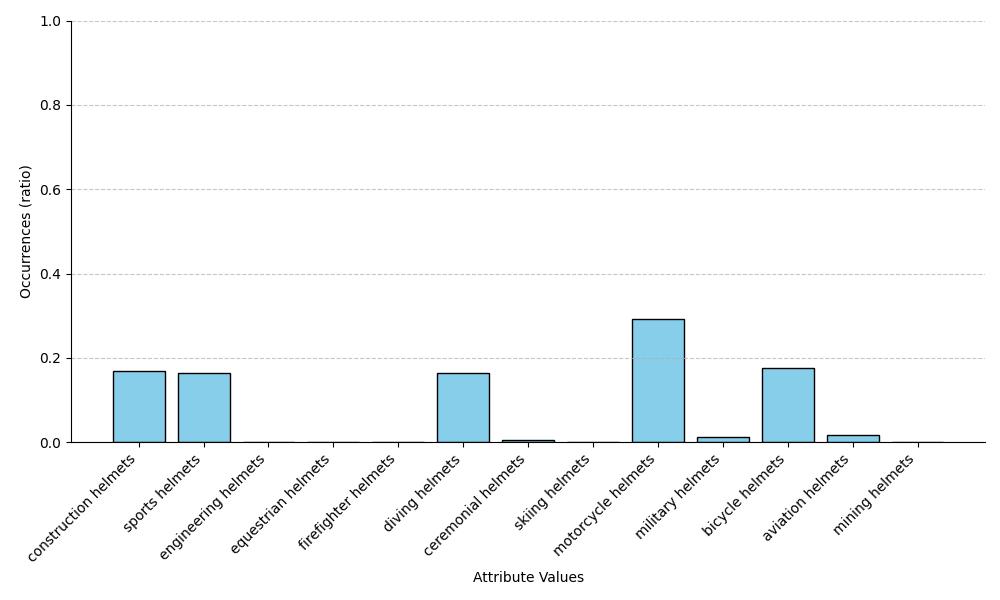 1.0
0.8
0.6
0.4
0.2
0.0
Occurrences (ratio)
construction helmets
sports helmets
engineering helmets
equestrian helmets
firefighter helmets
diving helmets
ceremonial helmets
skiing helmets
motorcycle helmets
military helmets
bicycle helmets
aviation helmets
mining helmets
Attribute Values